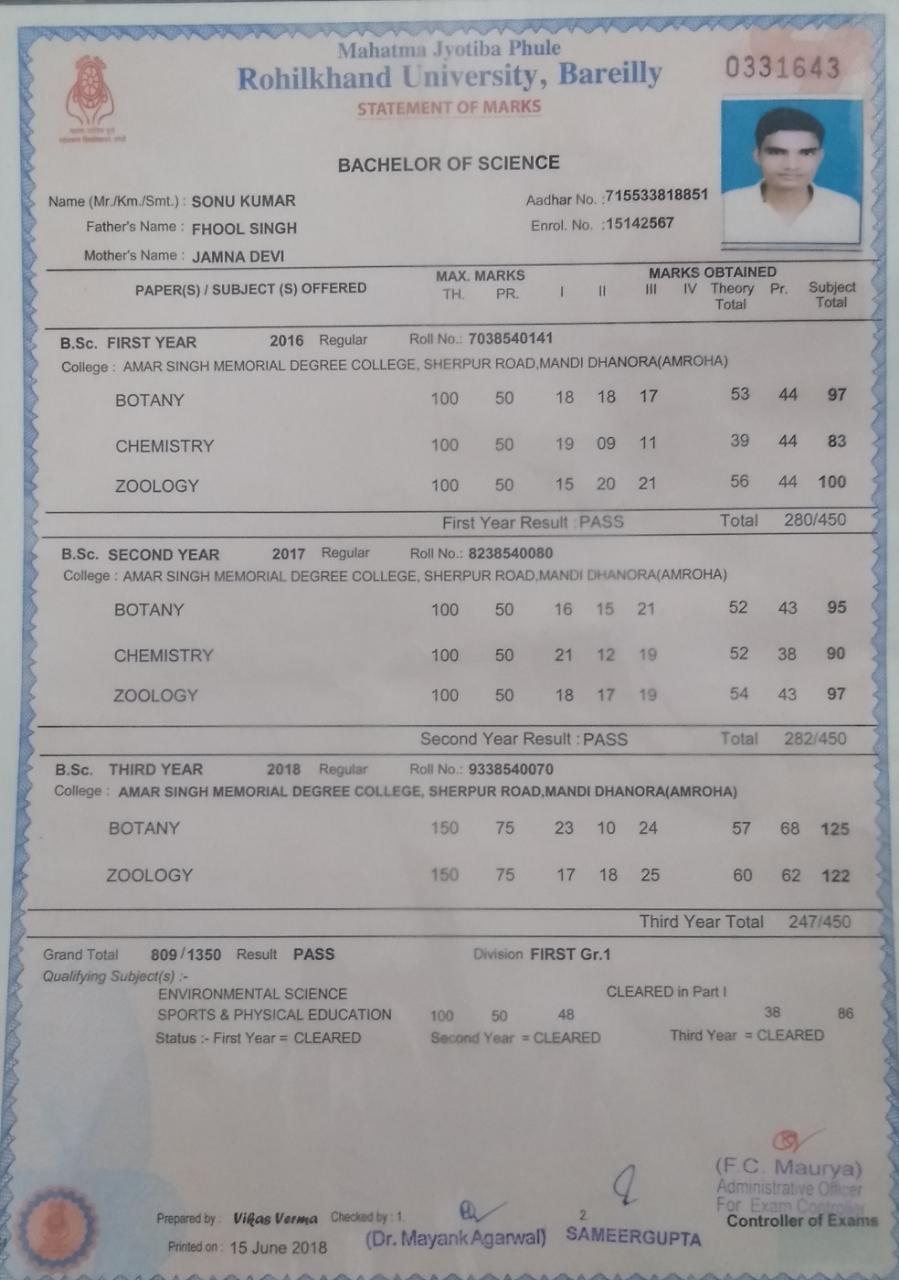 Mahatma Jyotiba Phule
Rohilkhand University, Bareilly
0331643
STATEMENT OF MARKS
BACHELOR OF SCIENCE
Name (Mr./Km./Smt.) : SONU KUMAR Aadhar No. :715533818851
Father's Name : FHOOL SINGH Enrol. No. :15142567
Mother's Name : JAMNA DEVI
PAPER(S) / SUBJECT (S) OFFERED MAX. MARKS MARKS OBTAINED
TH. PR. I II III IV Theory Total Pr. Subject Total
B.Sc. FIRST YEAR 2016 Regular Roll No.: 7038540141
College : AMAR SINGH MEMORIAL DEGREE COLLEGE, SHERPUR ROAD,MANDI DHANORA(AMROHA)
BOTANY 100 50 18 18 17 53 44 97
CHEMISTRY 100 50 19 09 11 39 44 83
ZOOLOGY 100 50 15 20 21 56 44 100
First Year Result : PASS Total 280/450
B.Sc. SECOND YEAR 2017 Regular Roll No.: 8238540080
College : AMAR SINGH MEMORIAL DEGREE COLLEGE, SHERPUR ROAD,MANDI DHANORA(AMROHA)
BOTANY 100 50 16 15 21 52 43 95
CHEMISTRY 100 50 21 12 19 52 38 90
ZOOLOGY 100 50 18 17 19 54 43 97
Second Year Result : PASS Total 282/450
B.Sc. THIRD YEAR 2018 Regular Roll No.: 9338540070
College : AMAR SINGH MEMORIAL DEGREE COLLEGE, SHERPUR ROAD,MANDI DHANORA(AMROHA)
BOTANY 150 75 23 10 24 57 68 125
ZOOLOGY 150 75 17 18 25 60 62 122
Third Year Total 247/450
Grand Total 809/1350 Result PASS Division FIRST Gr.1
Qualifying Subject(s) :-
ENVIRONMENTAL SCIENCE CLEARED in Part I
SPORTS & PHYSICAL EDUCATION 100 50 48 38 86
Status :- First Year = CLEARED Second Year = CLEARED Third Year = CLEARED
(F.C. Maurya)
Administrative Officer
For Exam Controller
Controller of Exams
Prepared by : Vikas Verma Checked by : 1. 2.
(Dr. Mayank Agarwal) SAMEERGUPTA
Printed on : 15 June 2018